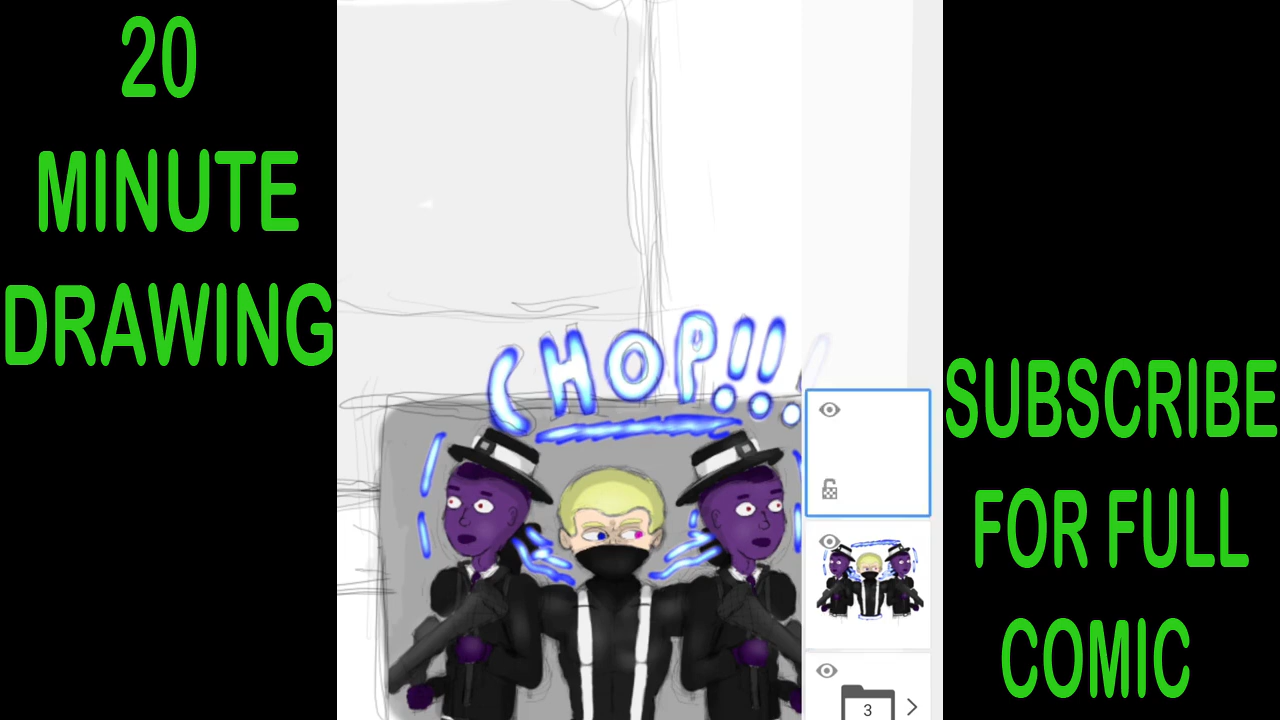 20
MINUTE
DRAWING
CHOP!!!
SUBSCRIBE
FOR FULL
COMIC
3